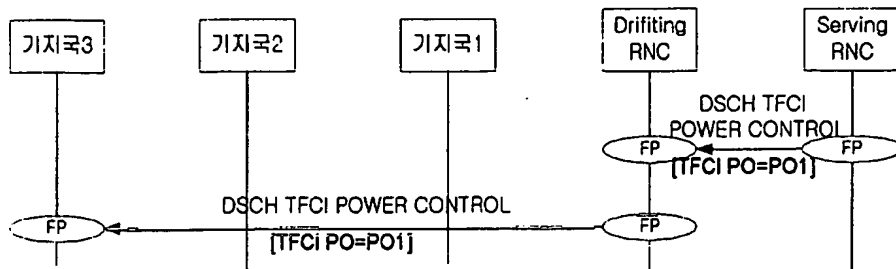 기지국3
기지국2
기지국1
Drifiting
RNC
Serving
RNC
DSCH TFCI
POWER CONTROL
FP
FP
[TFCI PO=PO1]
DSCH TFCI POWER CONTROL
FP
FP
[TFCI PO=PO1]